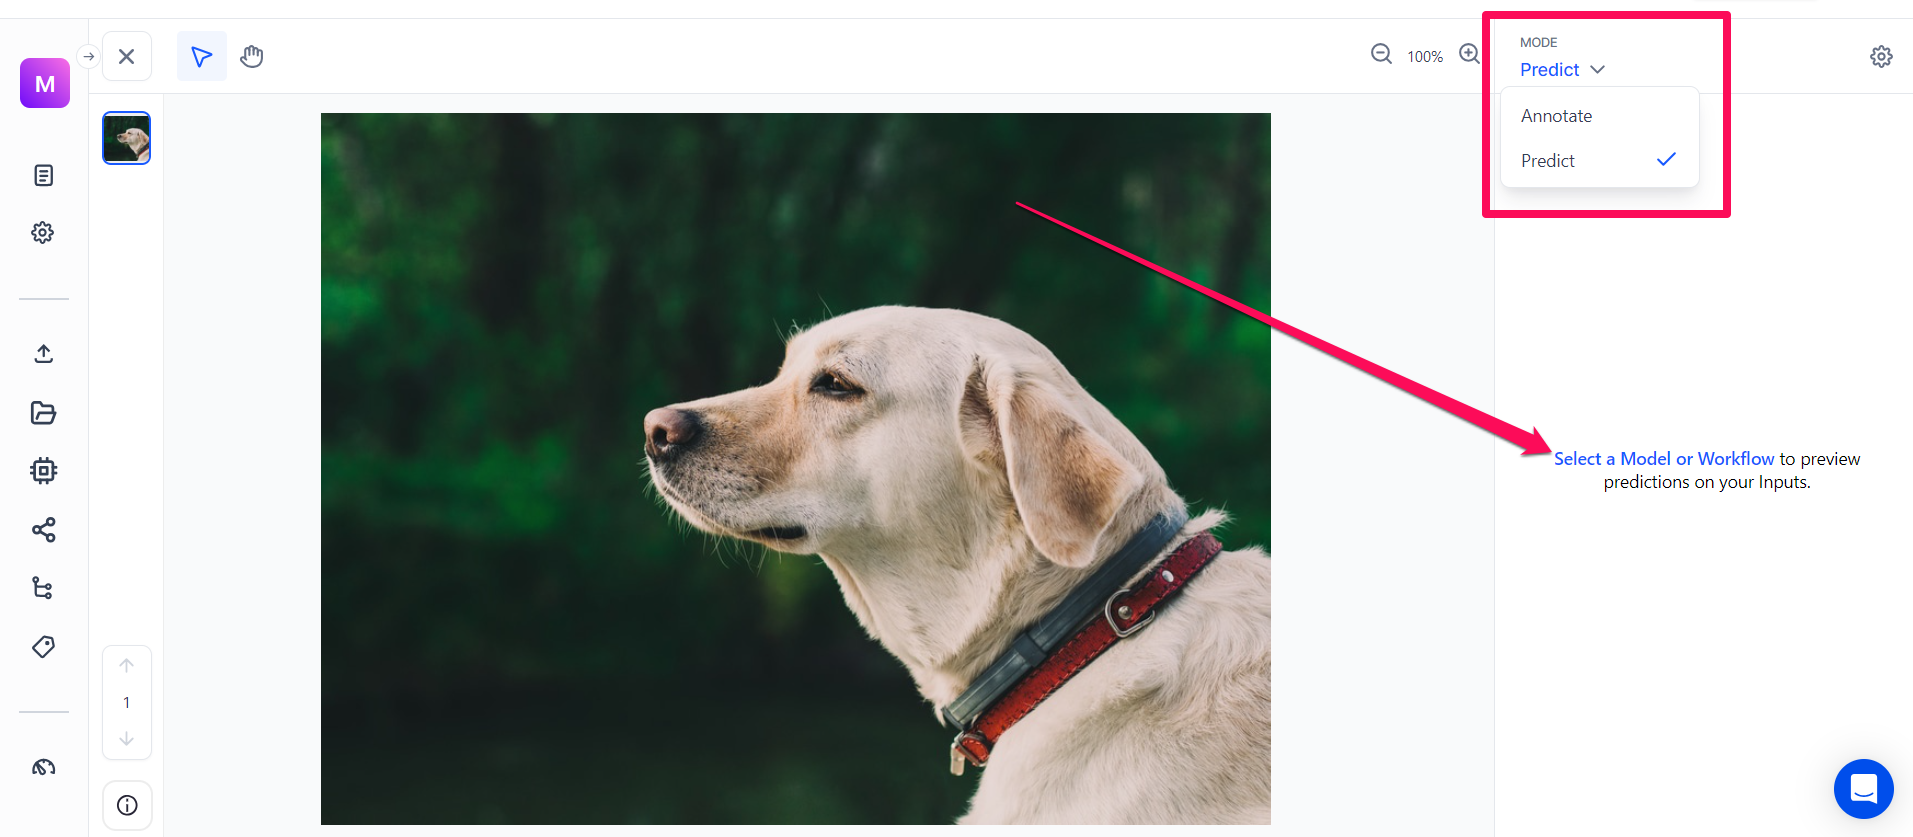 M
100%
MODE
Predict
Annotate
Predict
Select a Model or Workflow to preview
predictions on your Inputs.
1